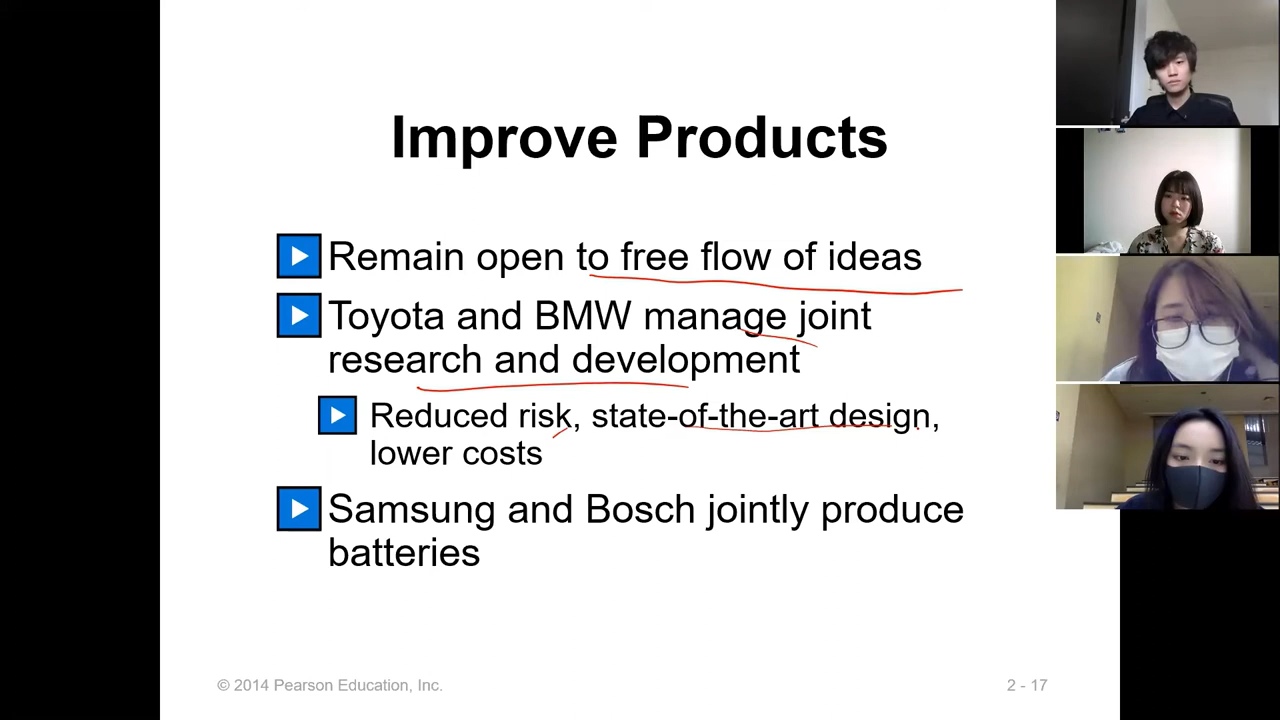 Improve Products
Remain open to free flow of ideas
Toyota and BMW manage joint
research and development
Reduced risk, state-of-the-art design,
lower costs
Samsung and Bosch jointly produce
batteries
© 2014 Pearson Education, Inc.
2 - 17